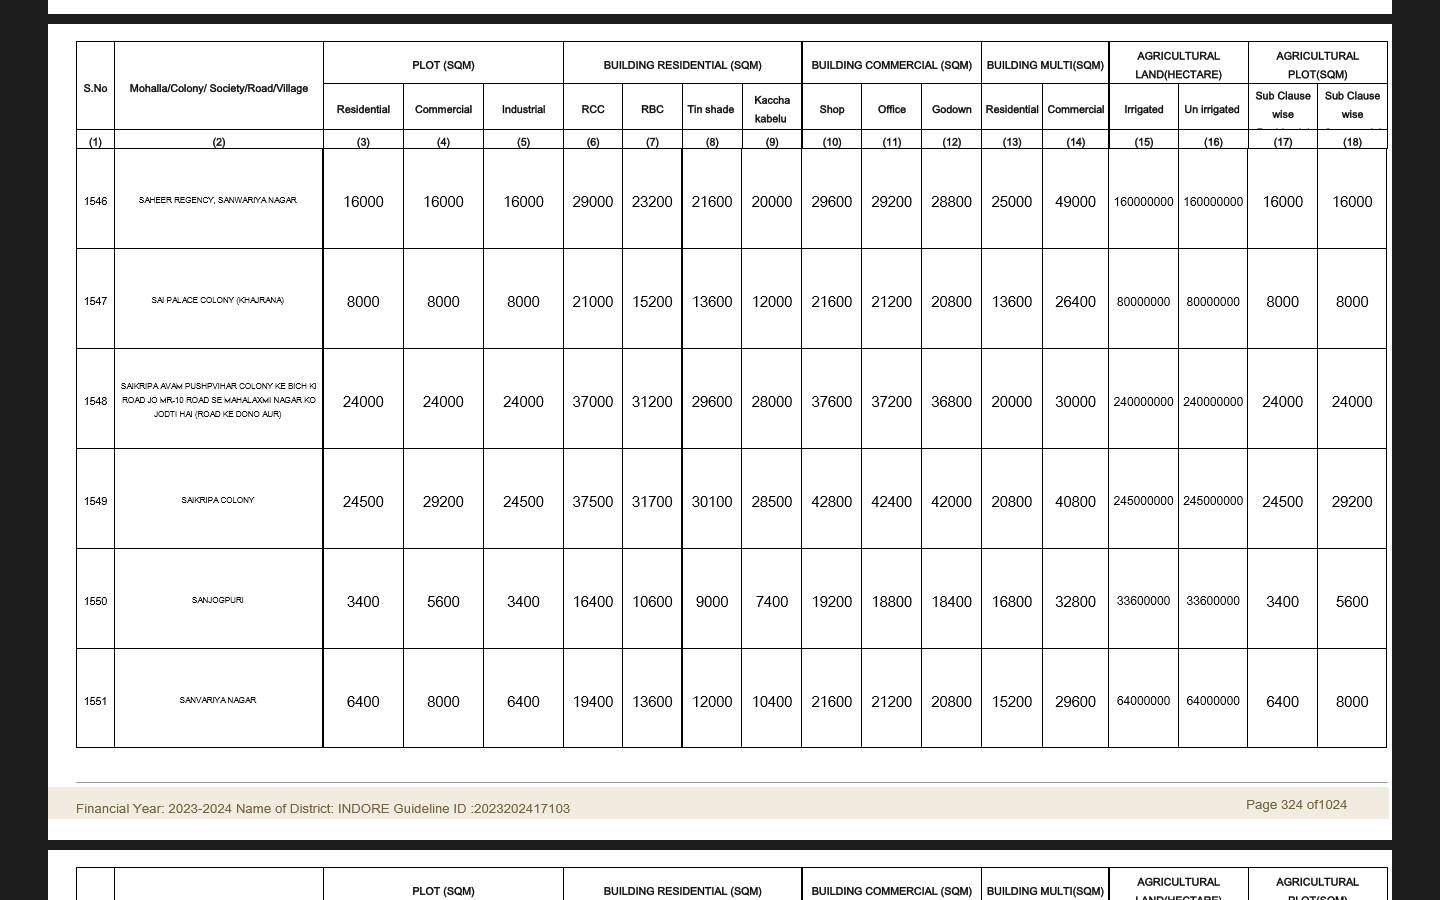 S.No Mohalla/Colony/ Society/Road/Village PLOT (SQM) BUILDING RESIDENTIAL (SQM) BUILDING COMMERCIAL (SQM) BUILDING MULTI(SQM) AGRICULTURAL LAND(HECTARE) AGRICULTURAL PLOT(SQM)
Residential Commercial Industrial RCC RBC Tin shade Kaccha kabelu Shop Office Godown Residential Commercial Irrigated Un irrigated Sub Clause wise Sub Clause wise
(1) (2) (3) (4) (5) (6) (7) (8) (9) (10) (11) (12) (13) (14) (15) (16) (17) (18)
1546 SAHEER REGENCY, SANWARIYA NAGAR 16000 16000 16000 29000 23200 21600 20000 29600 29200 28800 25000 49000 160000000 160000000 16000 16000
1547 SAI PALACE COLONY (KHAJRANA) 8000 8000 8000 21000 15200 13600 12000 21600 21200 20800 13600 26400 80000000 80000000 8000 8000
SAIKRIPA AVAM PUSHPVIHAR COLONY KE BICH KI
1548 ROAD JO MR-10 ROAD SE MAHALAXMI NAGAR KO 24000 24000 24000 37000 31200 29600 28000 37600 37200 36800 20000 30000 240000000 240000000 24000 24000
JODTI HAI (ROAD KE DONO AUR)
1549 SAIKRIPA COLONY 24500 29200 24500 37500 31700 30100 28500 42800 42400 42000 20800 40800 245000000 245000000 24500 29200
1550 SANJOGPURI 3400 5600 3400 16400 10600 9000 7400 19200 18800 18400 16800 32800 33600000 33600000 3400 5600
1551 SANVARIYA NAGAR 6400 8000 6400 19400 13600 12000 10400 21600 21200 20800 15200 29600 64000000 64000000 6400 8000
Financial Year: 2023-2024 Name of District: INDORE Guideline ID :2023202417103 Page 324 of1024
PLOT (SQM) BUILDING RESIDENTIAL (SQM) BUILDING COMMERCIAL (SQM) BUILDING MULTI(SQM) AGRICULTURAL LAND(HECTARE) AGRICULTURAL PLOT(SQM)